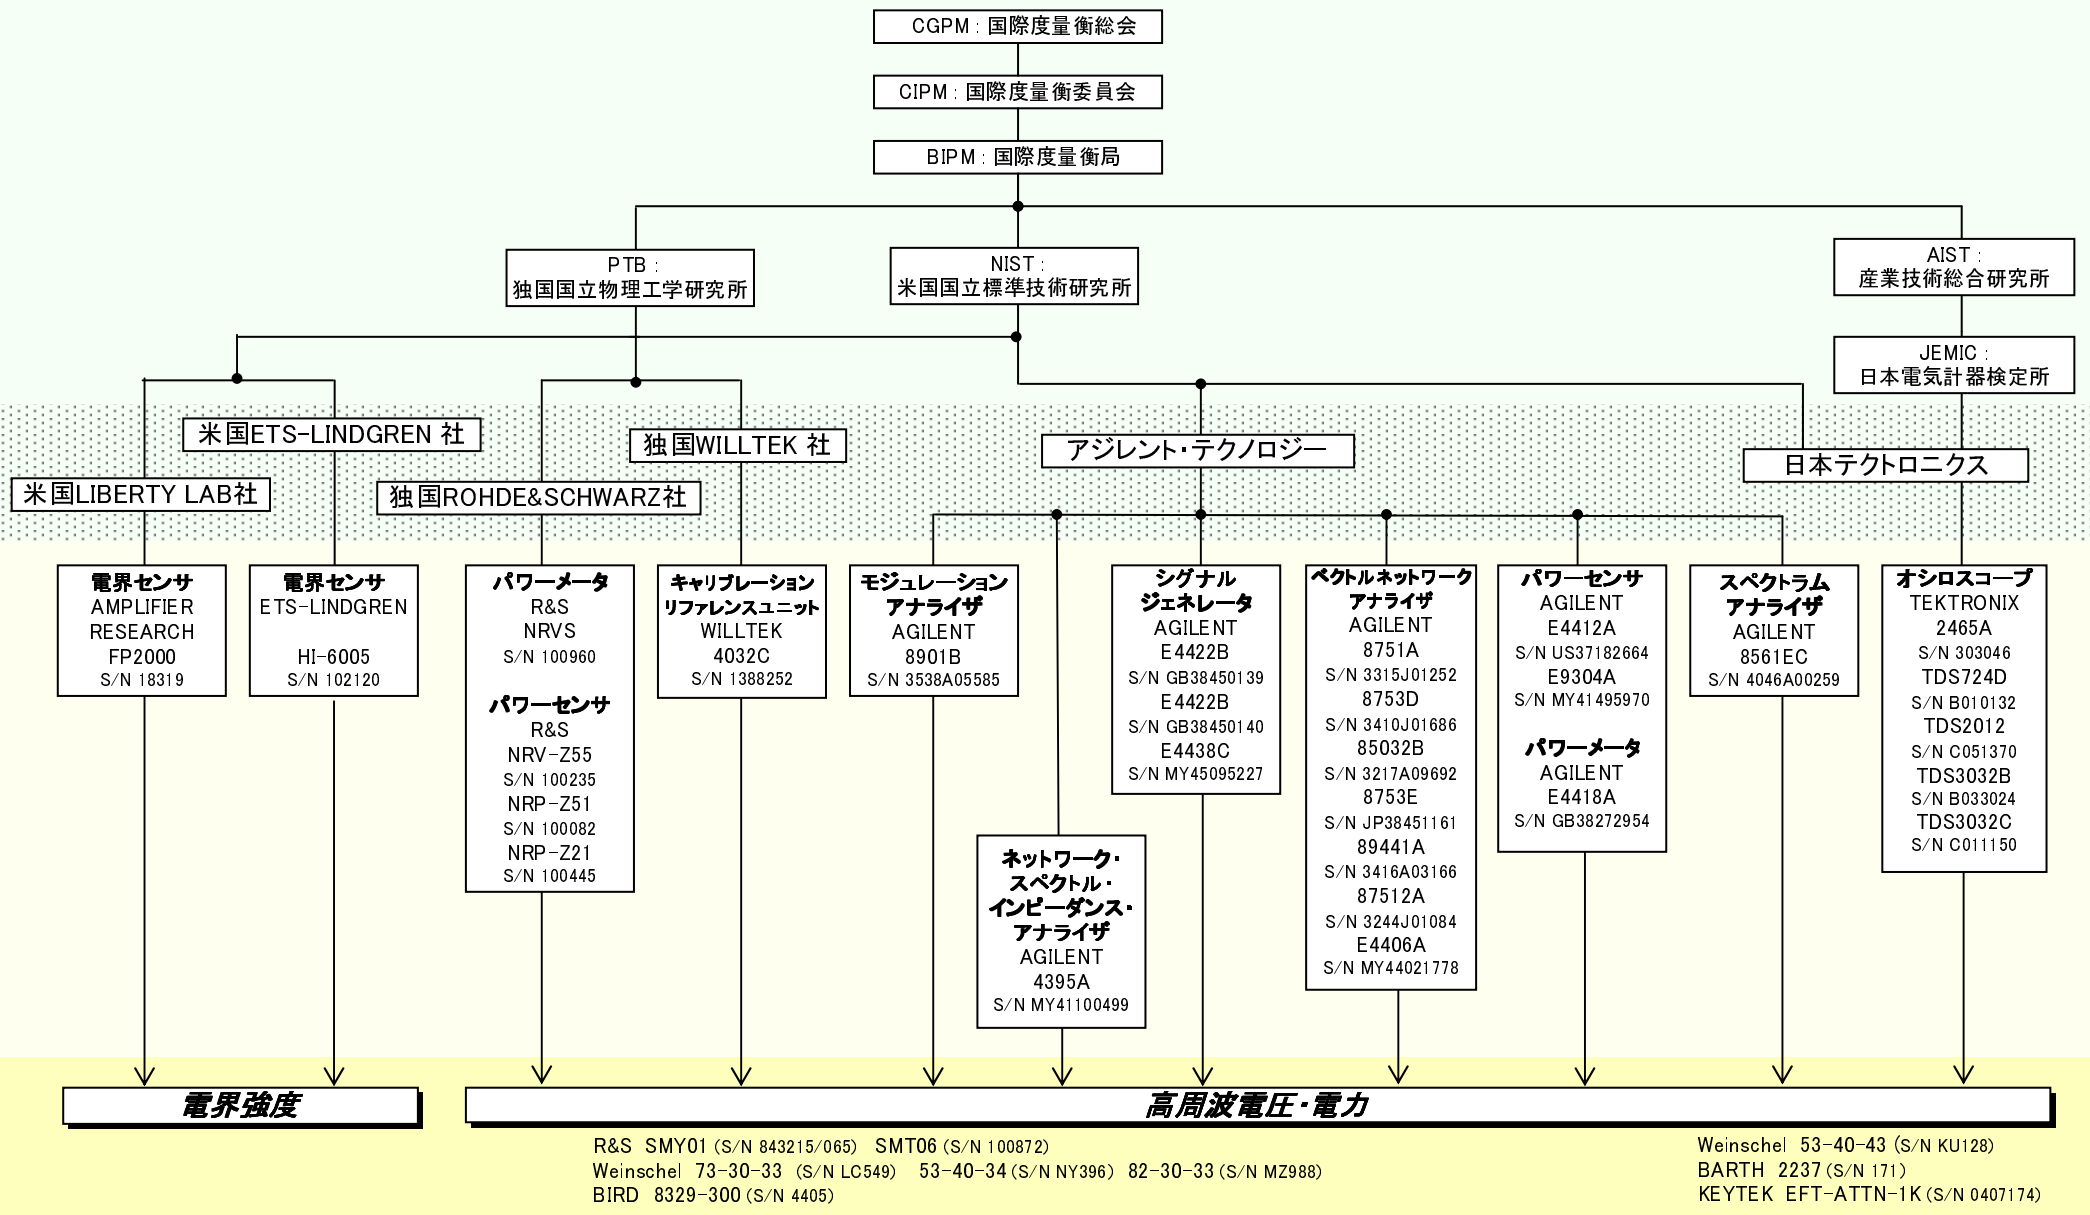 CGPM : 国際度量衡総会
CIPM : 国際度量衡委員会
BIPM : 国際度量衡局
PTB :
独国国立物理工学研究所
NIST :
米国国立標準技術研究所
AIST :
産業技術総合研究所
JEMIC :
日本電気計器検定所
米国ETS-LINDGREN 社
米国LIBERTY LAB社
独国WILLTEK 社
独国ROHDE&SCHWARZ社
アジレント・テクノロジー
日本テクトロニクス
電界センサ
AMPLIFIER
RESEARCH
FP2000
S/N 18319
電界センサ
ETS-LINDGREN
HI-6005
S/N 102120
パワーメータ
R&S
NRVS
S/N 100960
パワーセンサ
R&S
NRV-Z55
S/N 100235
NRP-Z51
S/N 100082
NRP-Z21
S/N 100445
キャリブレーション
リファレンスユニット
WILLTEK
4032C
S/N 1388252
モジュレーション
アナライザ
AGILENT
8901B
S/N 3538A05585
ネットワーク・
スペクトル・
インピーダンス・
アナライザ
AGILENT
4395A
S/N MY41100499
シグナル
ジェネレータ
AGILENT
E4422B
S/N GB38450139
E4422B
S/N GB38450140
E4438C
S/N MY45095227
ベクトルネットワーク
アナライザ
AGILENT
8751A
S/N 3315J01252
8753D
S/N 3410J01686
85032B
S/N 3217A09692
8753E
S/N JP38451161
89441A
S/N 3416A03166
87512A
S/N 3244J01084
E4406A
S/N MY44021778
パワーセンサ
AGILENT
E4412A
S/N US37182664
E9304A
S/N MY41495970
パワーメータ
AGILENT
E4418A
S/N GB38272954
スペクトラム
アナライザ
AGILENT
8561EC
S/N 4046A00259
オシロスコープ
TEKTRONIX
2465A
S/N 303046
TDS724D
S/N B010132
TDS2012
S/N C051370
TDS3032B
S/N B033024
TDS3032C
S/N C011150
電界強度
高周波電圧・電力
R&S SMY01 (S/N 843215/065) SMT06 (S/N 100872)
Weinschel 73-30-33 (S/N LC549) 53-40-34 (S/N NY396) 82-30-33 (S/N MZ988)
BIRD 8329-300 (S/N 4405)
Weinschel 53-40-43 (S/N KU128)
BARTH 2237 (S/N 171)
KEYTEK EFT-ATTN-1K (S/N 0407174)